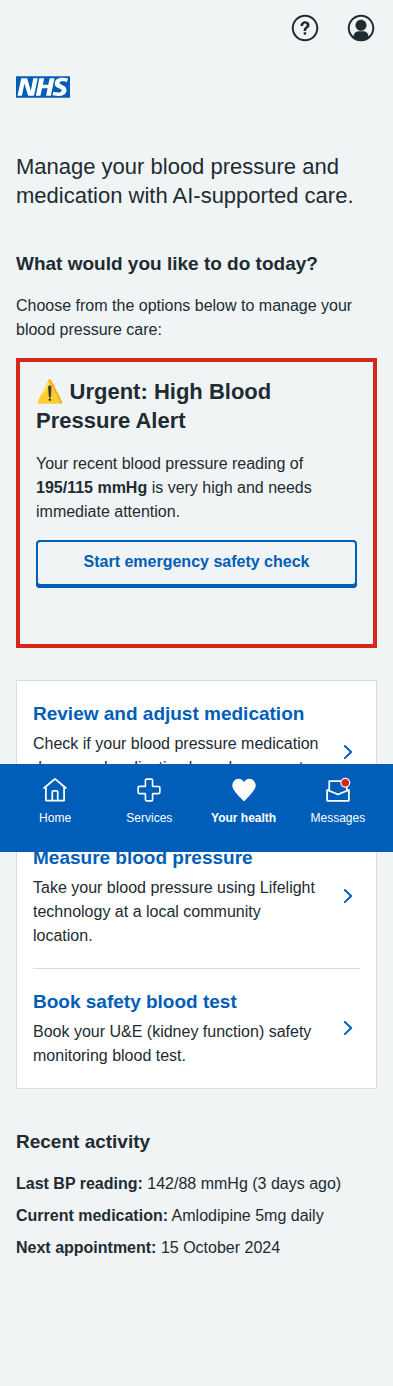 NHS
Manage your blood pressure and
medication with AI-supported care.
What would you like to do today?
Choose from the options below to manage your
blood pressure care:
⚠️ Urgent: High Blood
Pressure Alert
Your recent blood pressure reading of
195/115 mmHg is very high and needs
immediate attention.
Start emergency safety check
Review and adjust medication
Check if your blood pressure medication
Home Services Your health Messages
Measure blood pressure
Take your blood pressure using Lifelight
technology at a local community
location.
Book safety blood test
Book your U&E (kidney function) safety
monitoring blood test.
Recent activity
Last BP reading: 142/88 mmHg (3 days ago)
Current medication: Amlodipine 5mg daily
Next appointment: 15 October 2024